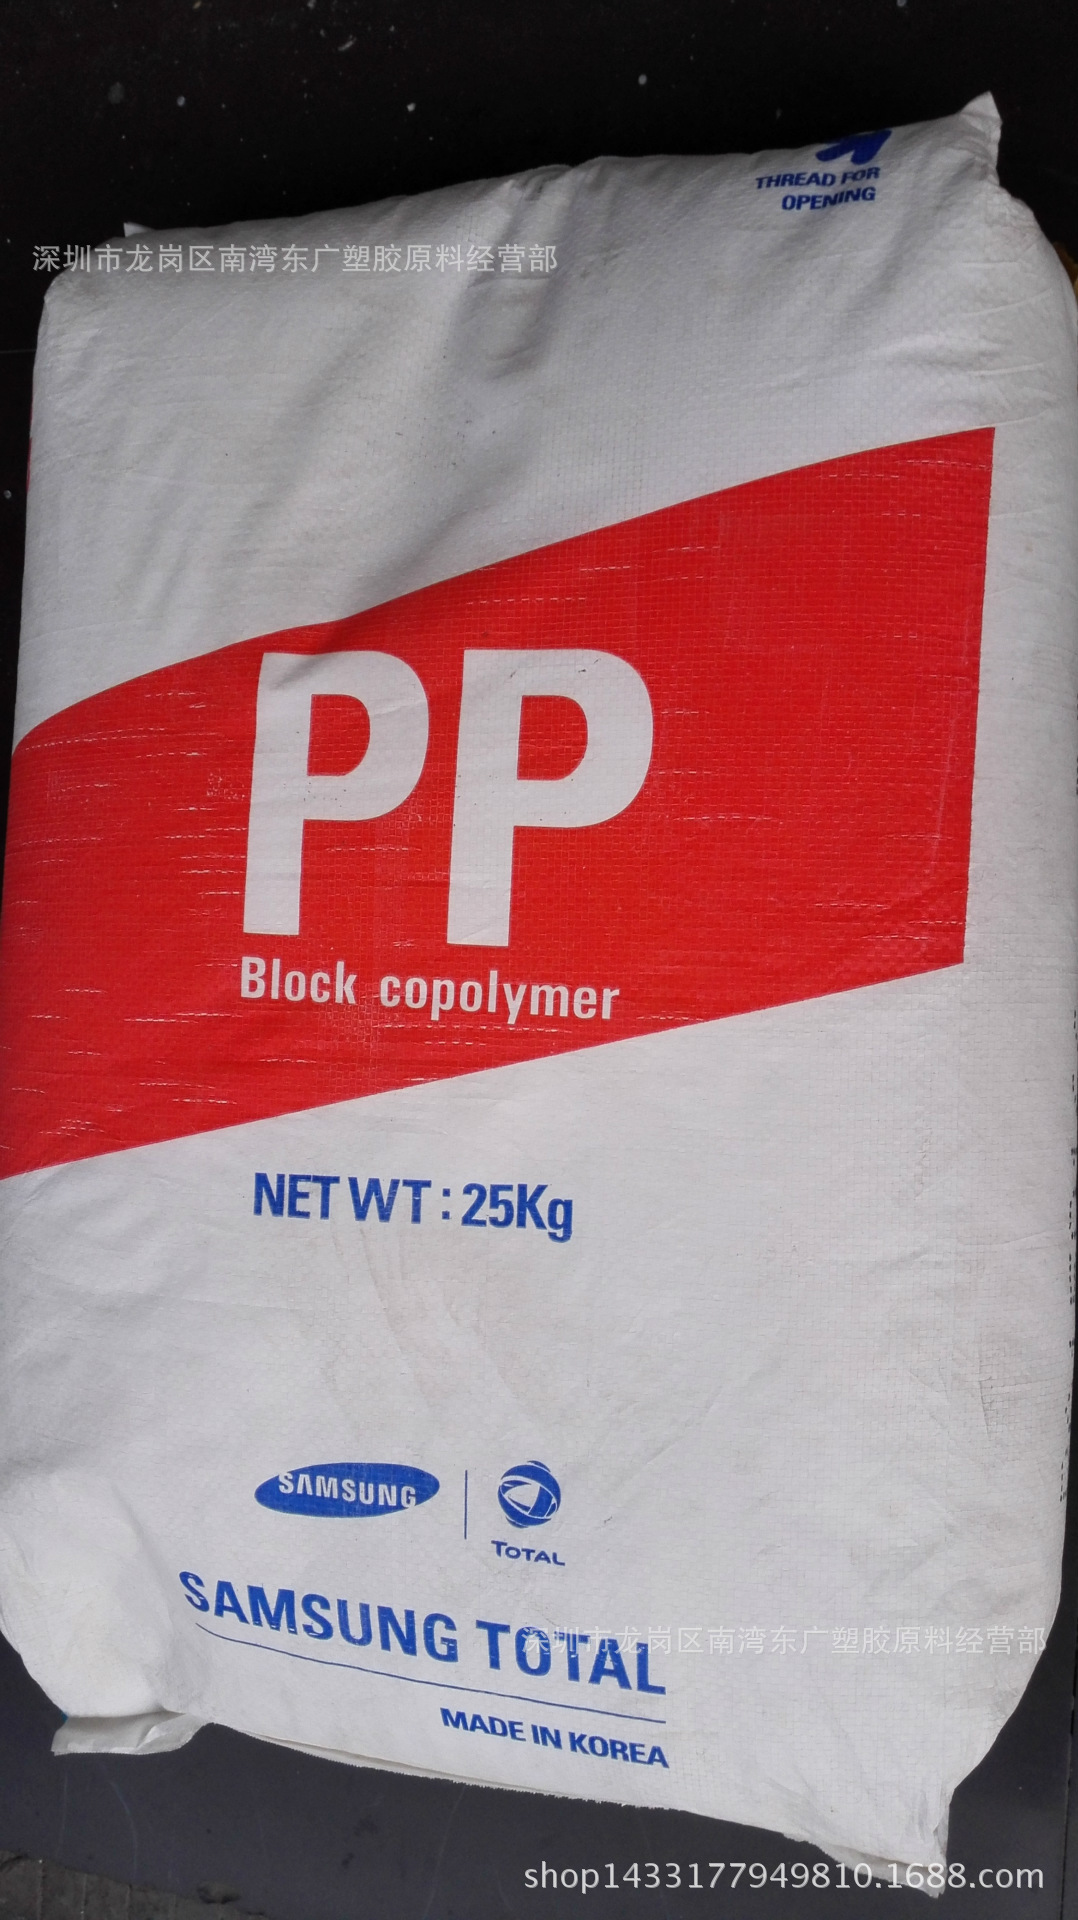 THREAD FOR
OPENING
深圳市龙岗区南湾东广塑胶原料经营部
PP
Block copolymer
NET WT : 25Kg
SAMSUNG
TOTAL
SAMSUNG TOTAL
深圳市龙岗区南湾东广塑胶原料经营部
MADE IN KOREA
shop1433177949810.1688.com